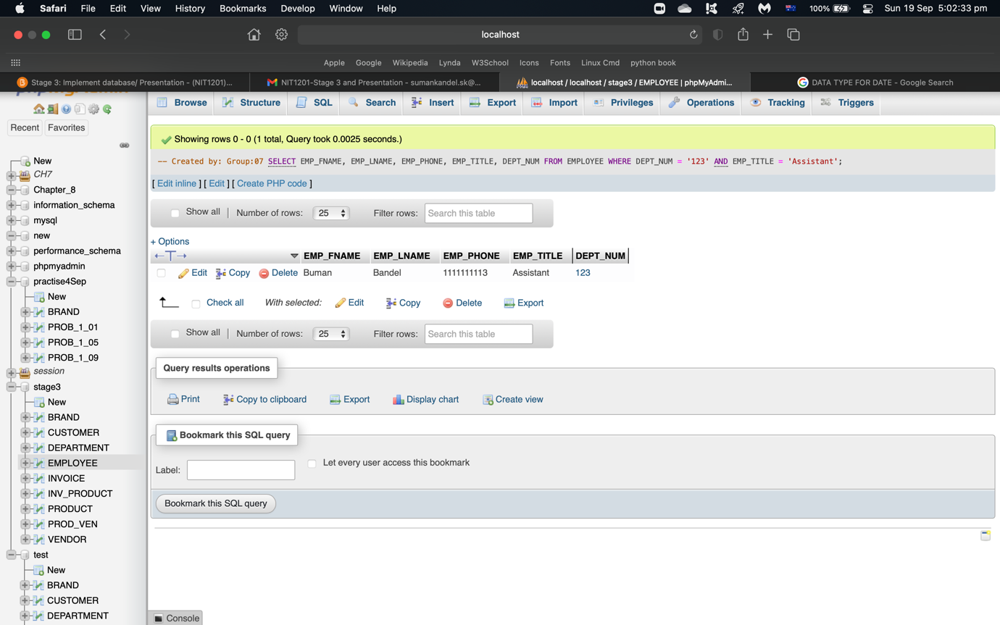 Safari File Edit View History Bookmarks Develop Window Help 100% Sun 19 Sep 5:02:33 pm
localhost
Apple Google Wikipedia Lynda W3School Icons Fonts Linux Cmd python book
Stage 3: Implement database/ Presentation - (NIT1201)... NIT1201-Stage 3 and Presentation - sumankandel.sk@... localhost / localhost / stage3 / EMPLOYEE | phpMyAdmi... DATA TYPE FOR DATE - Google Search
Browse Structure SQL Search Insert Export Import Privileges Operations Tracking Triggers
Recent Favorites
New
CH7
Chapter_8
information_schema
mysql
new
performance_schema
phpmyadmin
practise4Sep
New
BRAND
PROB_1_01
PROB_1_05
PROB_1_09
session
stage3
New
BRAND
CUSTOMER
DEPARTMENT
EMPLOYEE
INVOICE
INV_PRODUCT
PRODUCT
PROD_VEN
VENDOR
test
New
BRAND
CUSTOMER
DEPARTMENT
Showing rows 0 - 0 (1 total, Query took 0.0025 seconds.)
-- Created by: Group:07 SELECT EMP_FNAME, EMP_LNAME, EMP_PHONE, EMP_TITLE, DEPT_NUM FROM EMPLOYEE WHERE DEPT_NUM = '123' AND EMP_TITLE = 'Assistant';
[ Edit inline ] [ Edit ] [ Create PHP code ]
Show all | Number of rows: 25 Filter rows: Search this table
+ Options
←T→ EMP_FNAME EMP_LNAME EMP_PHONE EMP_TITLE DEPT_NUM
Edit Copy Delete Buman Bandel 1111111113 Assistant 123
Check all With selected: Edit Copy Delete Export
Show all | Number of rows: 25 Filter rows: Search this table
Query results operations
Print Copy to clipboard Export Display chart Create view
Bookmark this SQL query
Label: Let every user access this bookmark
Bookmark this SQL query
Console